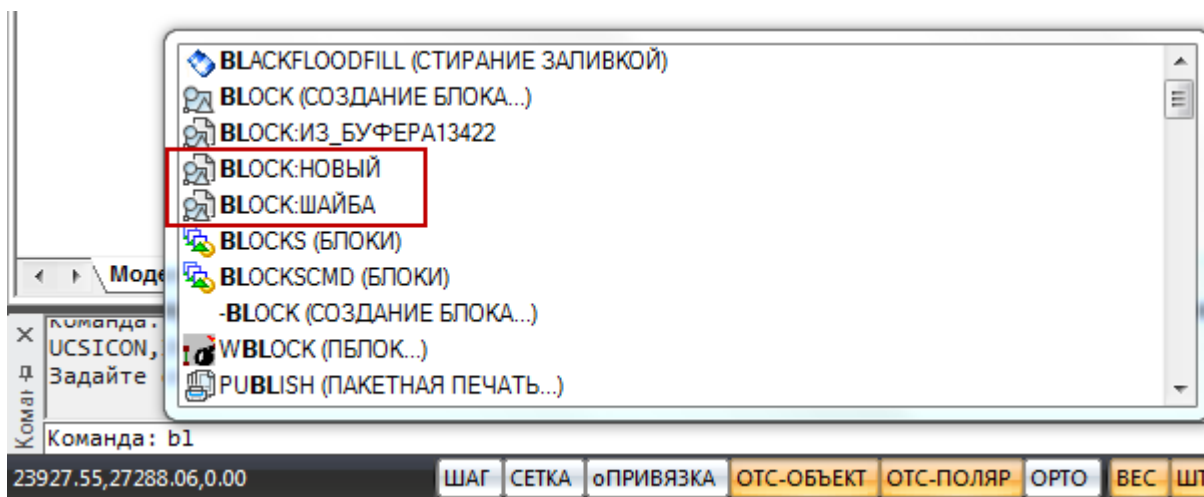 BLACKFLOODFILL (СТИРАНИЕ ЗАЛИВКОЙ)
BLOCK (СОЗДАНИЕ БЛОКА...)
BLOCK:ИЗ_БУФЕРА13422
BLOCK:НОВЫЙ
BLOCK:ШАЙБА
BLOCKS (БЛОКИ)
BLOCKSCMD (БЛОКИ)
-BLOCK (СОЗДАНИЕ БЛОКА...)
WBLOCK (ПБЛОК...)
PUBLISH (ПАКЕТНАЯ ПЕЧАТЬ...)
Моде
Команда:
UCSICON,
Задайте
Коман
Команда: bl
23927.55,27288.06,0.00 ШАГ СЕТКА оПРИВЯЗКА ОТС-ОБЪЕКТ ОТС-ПОЛЯР ОРТО ВЕС